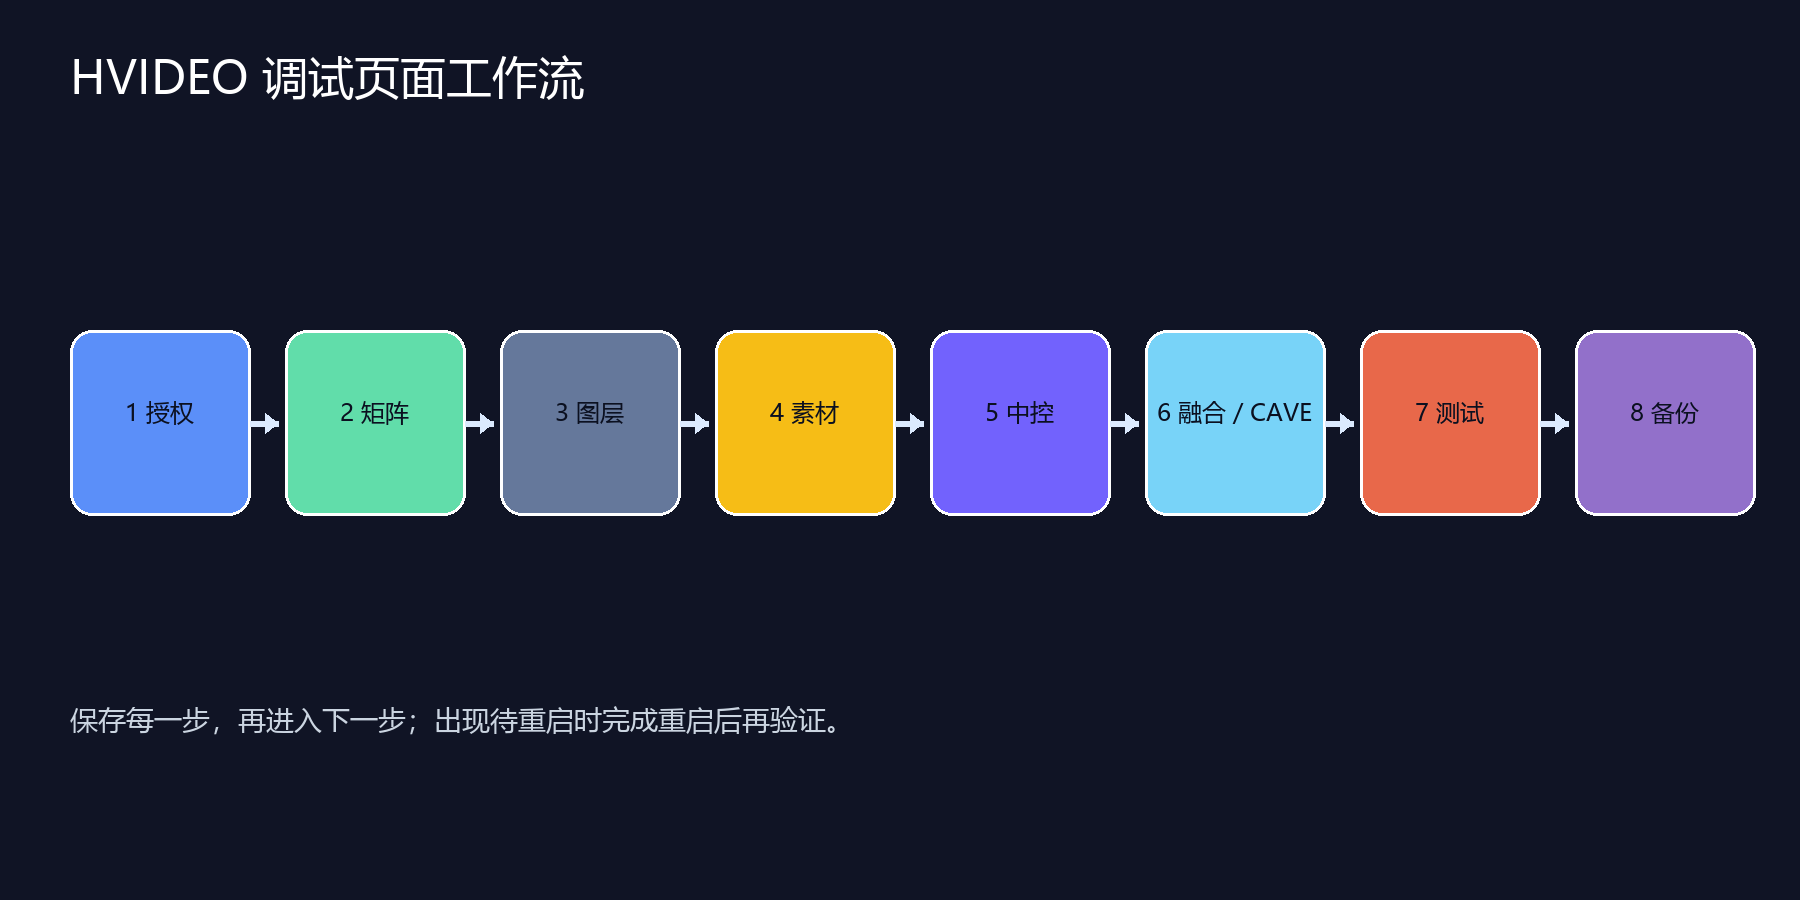 HVIDEO 调试页面工作流
1 授权
2 矩阵
3 图层
4 素材
5 中控
6 融合 / CAVE
7 测试
8 备份
保存每一步，再进入下一步；出现待重启时完成重启后再验证。